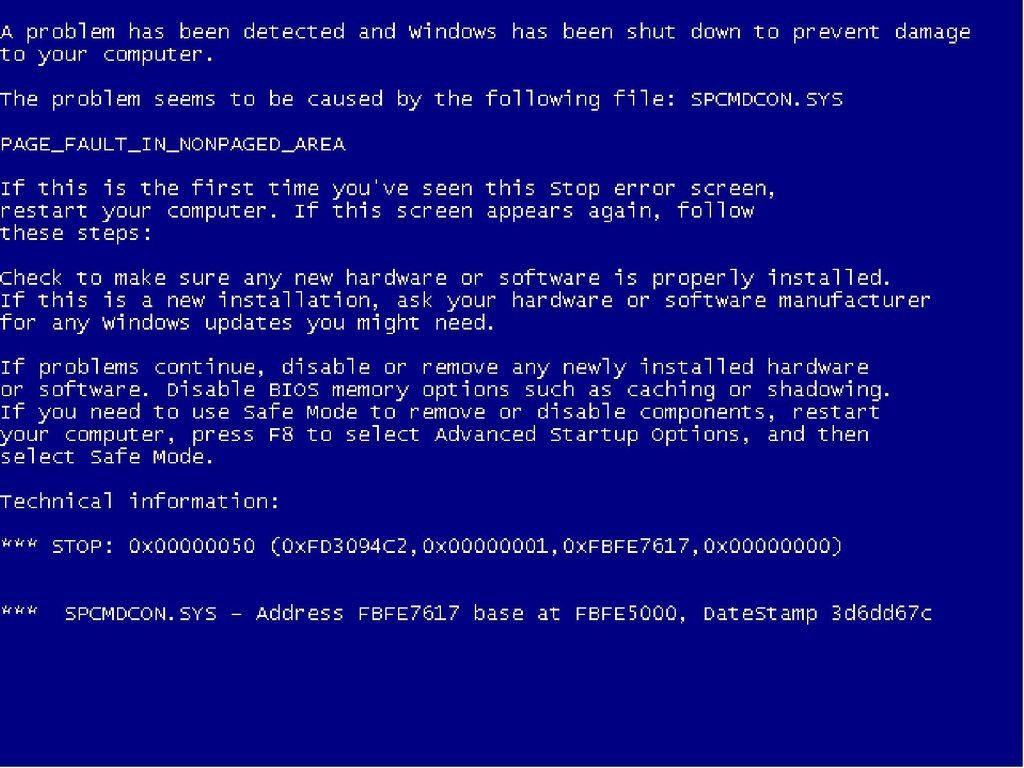 A problem has been detected and Windows has been shut down to prevent damage
to your computer.
The problem seems to be caused by the following file: SPCMDCON.SYS
PAGE_FAULT_IN_NONPAGED_AREA
If this is the first time you've seen this Stop error screen,
restart your computer. If this screen appears again, follow
these steps:
Check to make sure any new hardware or software is properly installed.
If this is a new installation, ask your hardware or software manufacturer
for any Windows updates you might need.
If problems continue, disable or remove any newly installed hardware
or software. Disable BIOS memory options such as caching or shadowing.
If you need to use Safe Mode to remove or disable components, restart
your computer, press F8 to select Advanced Startup Options, and then
select Safe Mode.
Technical information:
*** STOP: 0x00000050 (0xFD3094C2,0x00000001,0xFBFE7617,0x00000000)
***  SPCMDCON.SYS - Address FBFE7617 base at FBFE5000, DateStamp 3d6dd67c